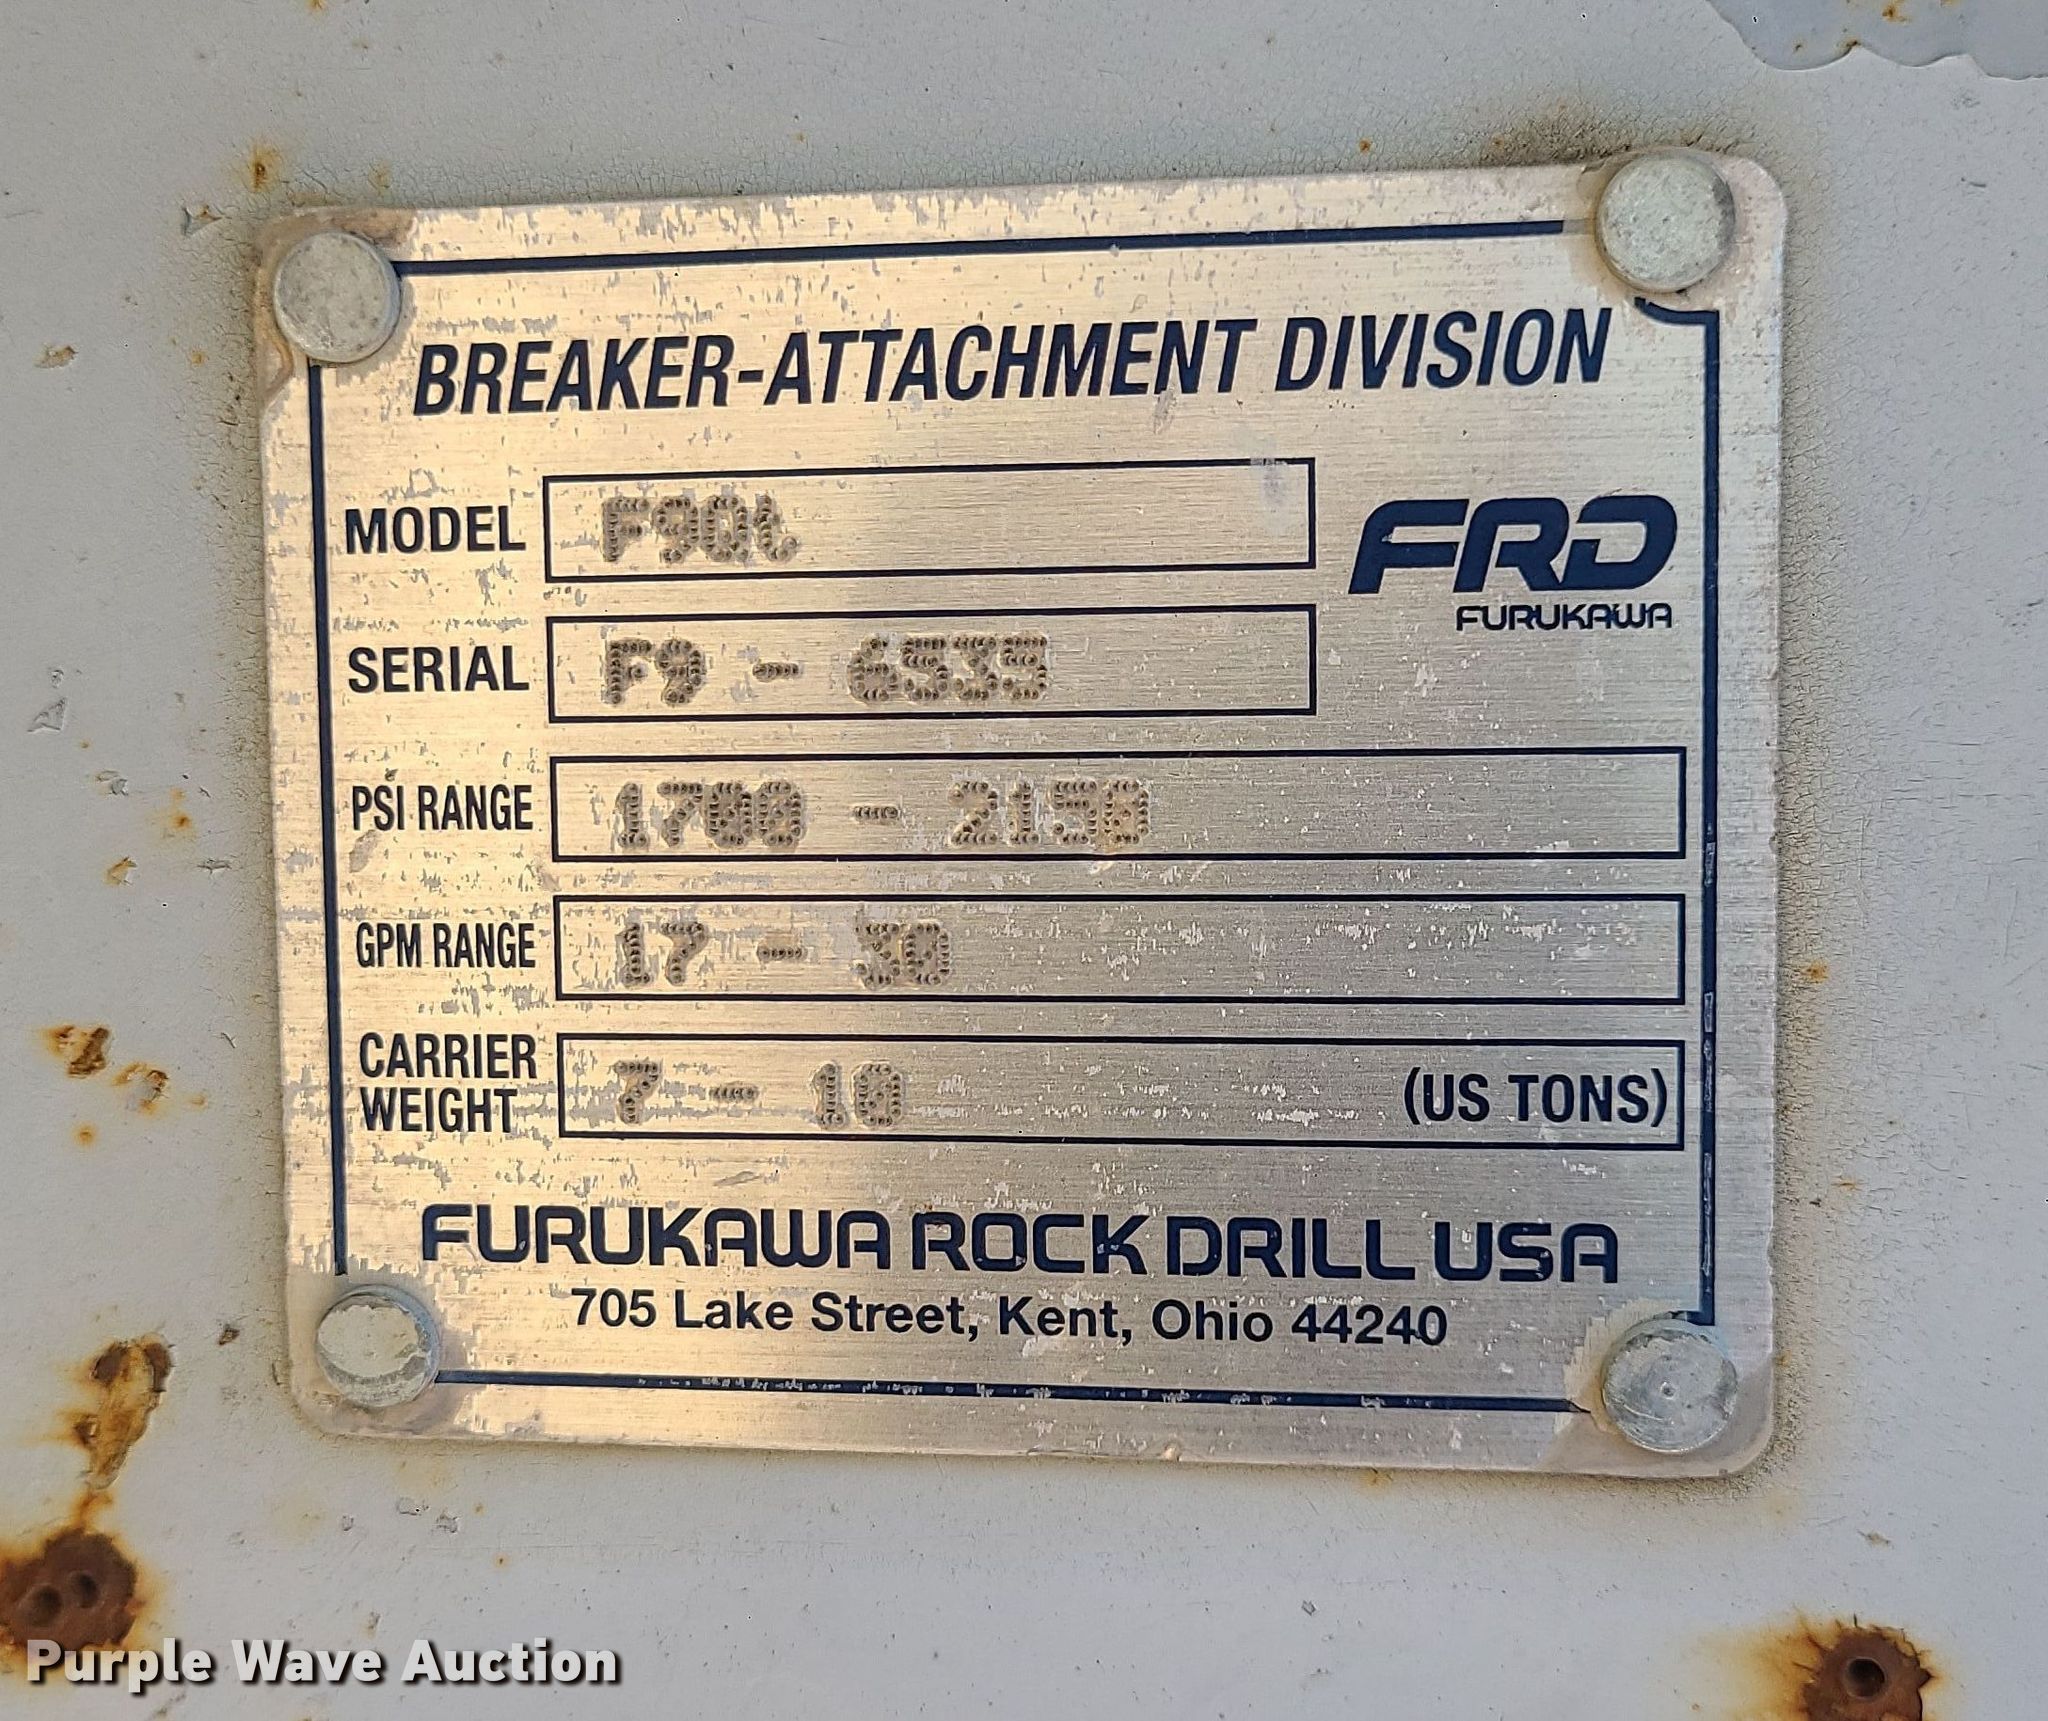 BREAKER-ATTACHMENT DIVISION
MODEL F9Qt
FRD
FURUKAWA
SERIAL F9 - 6535
PSI RANGE 1700 - 2150
GPM RANGE 17 - 30
CARRIER WEIGHT 7 - 10 (US TONS)
FURUKAWA ROCK DRILL USA
705 Lake Street, Kent, Ohio 44240
Purple Wave Auction